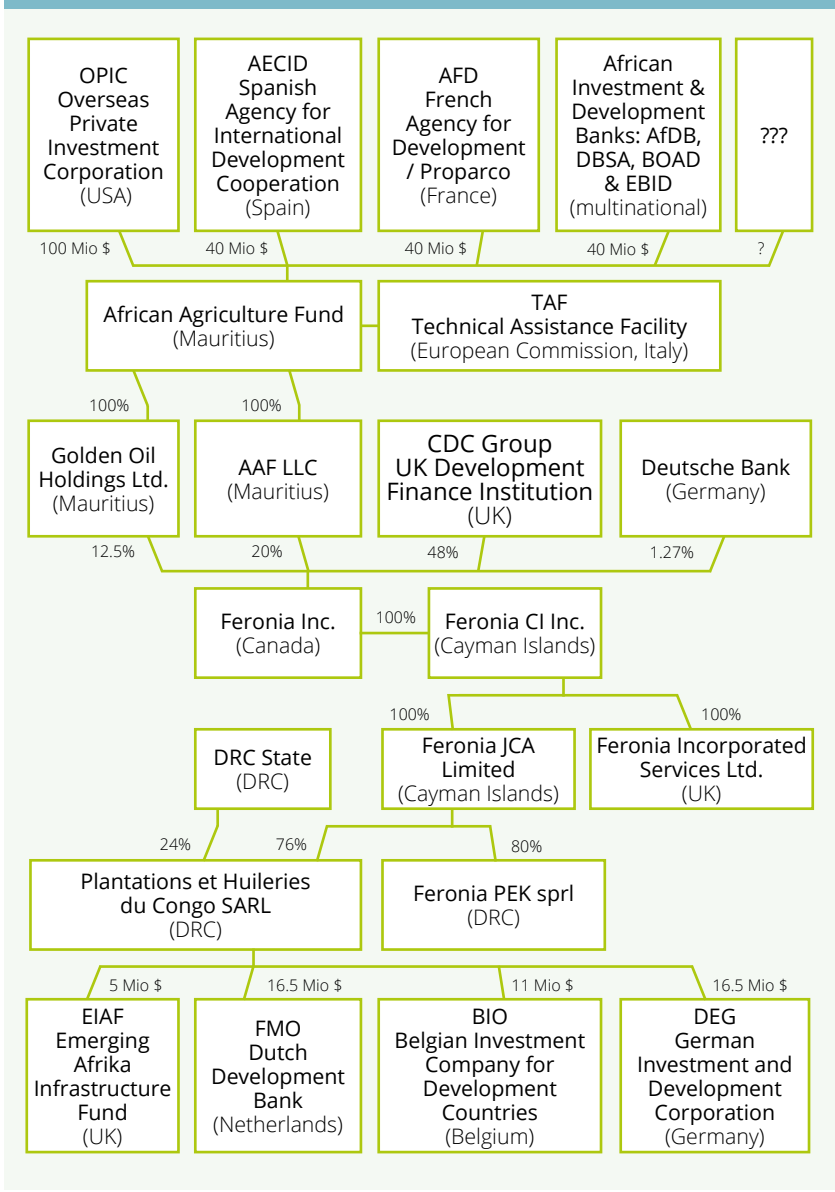 OPIC
Overseas
Private
Investment
Corporation
(USA)
AECID
Spanish
Agency for
International
Development
Cooperation
(Spain)
AFD
French
Agency for
Development
/ Proparco
(France)
African
Investment &
Development
Banks: AfDB,
DBSA, BOAD
& EBID
(multinational)
???
100 Mio $
40 Mio $
40 Mio $
40 Mio $
?
African Agriculture Fund
(Mauritius)
TAF
Technical Assistance Facility
(European Commission, Italy)
100%
100%
Golden Oil
Holdings Ltd.
(Mauritius)
AAF LLC
(Mauritius)
CDC Group
UK Development
Finance Institution
(UK)
Deutsche Bank
(Germany)
12.5%
20%
48%
1.27%
Feronia Inc.
(Canada)
100%
Feronia CI Inc.
(Cayman Islands)
100%
100%
DRC State
(DRC)
Feronia JCA
Limited
(Cayman Islands)
Feronia Incorporated
Services Ltd.
(UK)
24%
76%
80%
Plantations et Huileries
du Congo SARL
(DRC)
Feronia PEK sprl
(DRC)
5 Mio $
16.5 Mio $
11 Mio $
16.5 Mio $
EIAF
Emerging
Afrika
Infrastructure
Fund
(UK)
FMO
Dutch
Development
Bank
(Netherlands)
BIO
Belgian Investment
Company for
Development
Countries
(Belgium)
DEG
German
Investment and
Development
Corporation
(Germany)